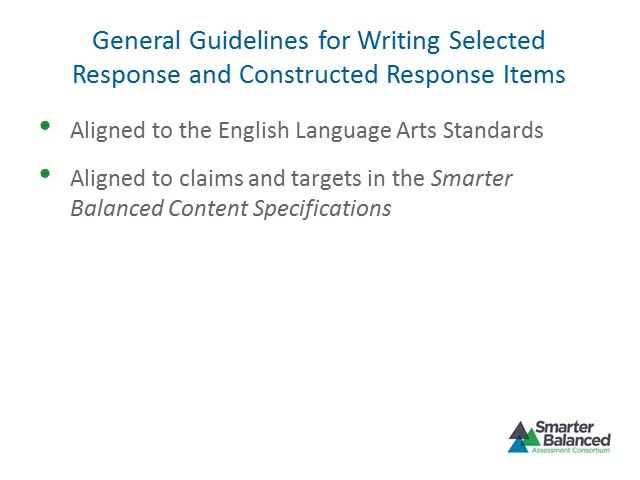 General Guidelines for Writing Selected
Response and Constructed Response Items
• Aligned to the English Language Arts Standards
• Aligned to claims and targets in the Smarter
Balanced Content Specifications
Smarter
Balanced
Assessment Consortium